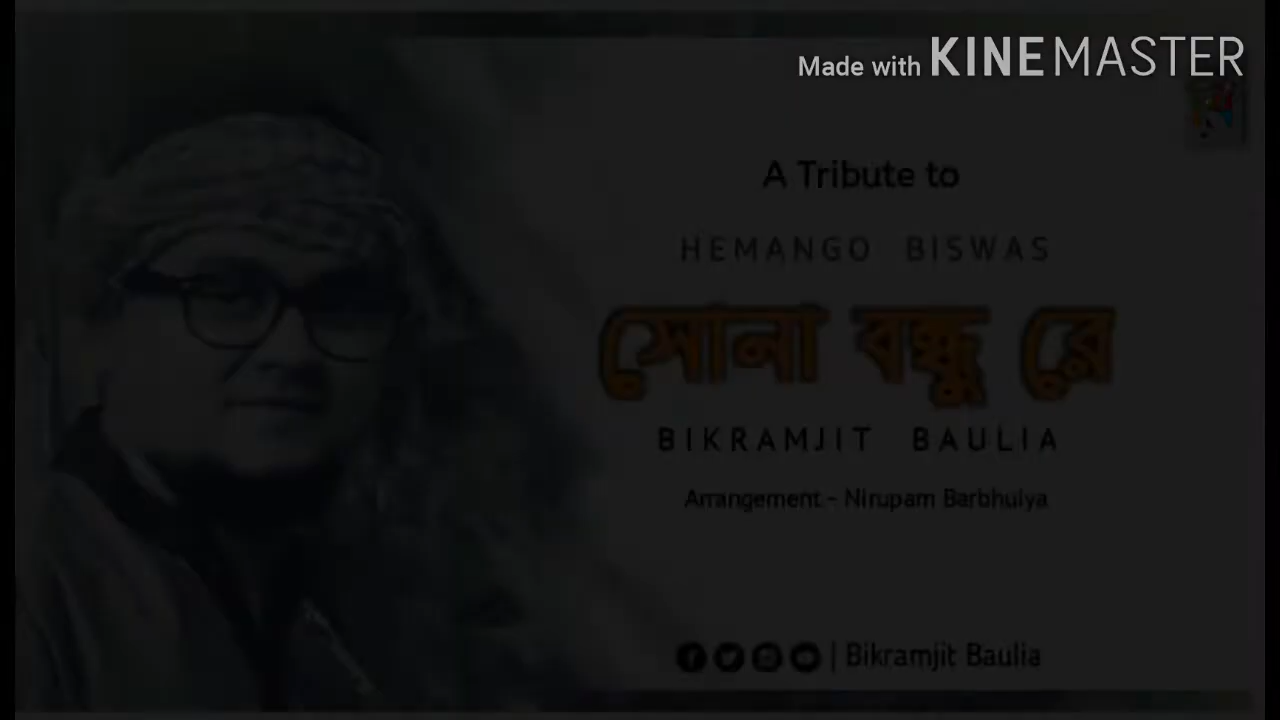 Made with KINEMASTER
A Tribute to
HEMANGO BISWAS
সোনা বন্ধু রে
BIKRAMJIT BAULIA
Arrangement - Nirupam Barbhuiya
| Bikramjit Baulia